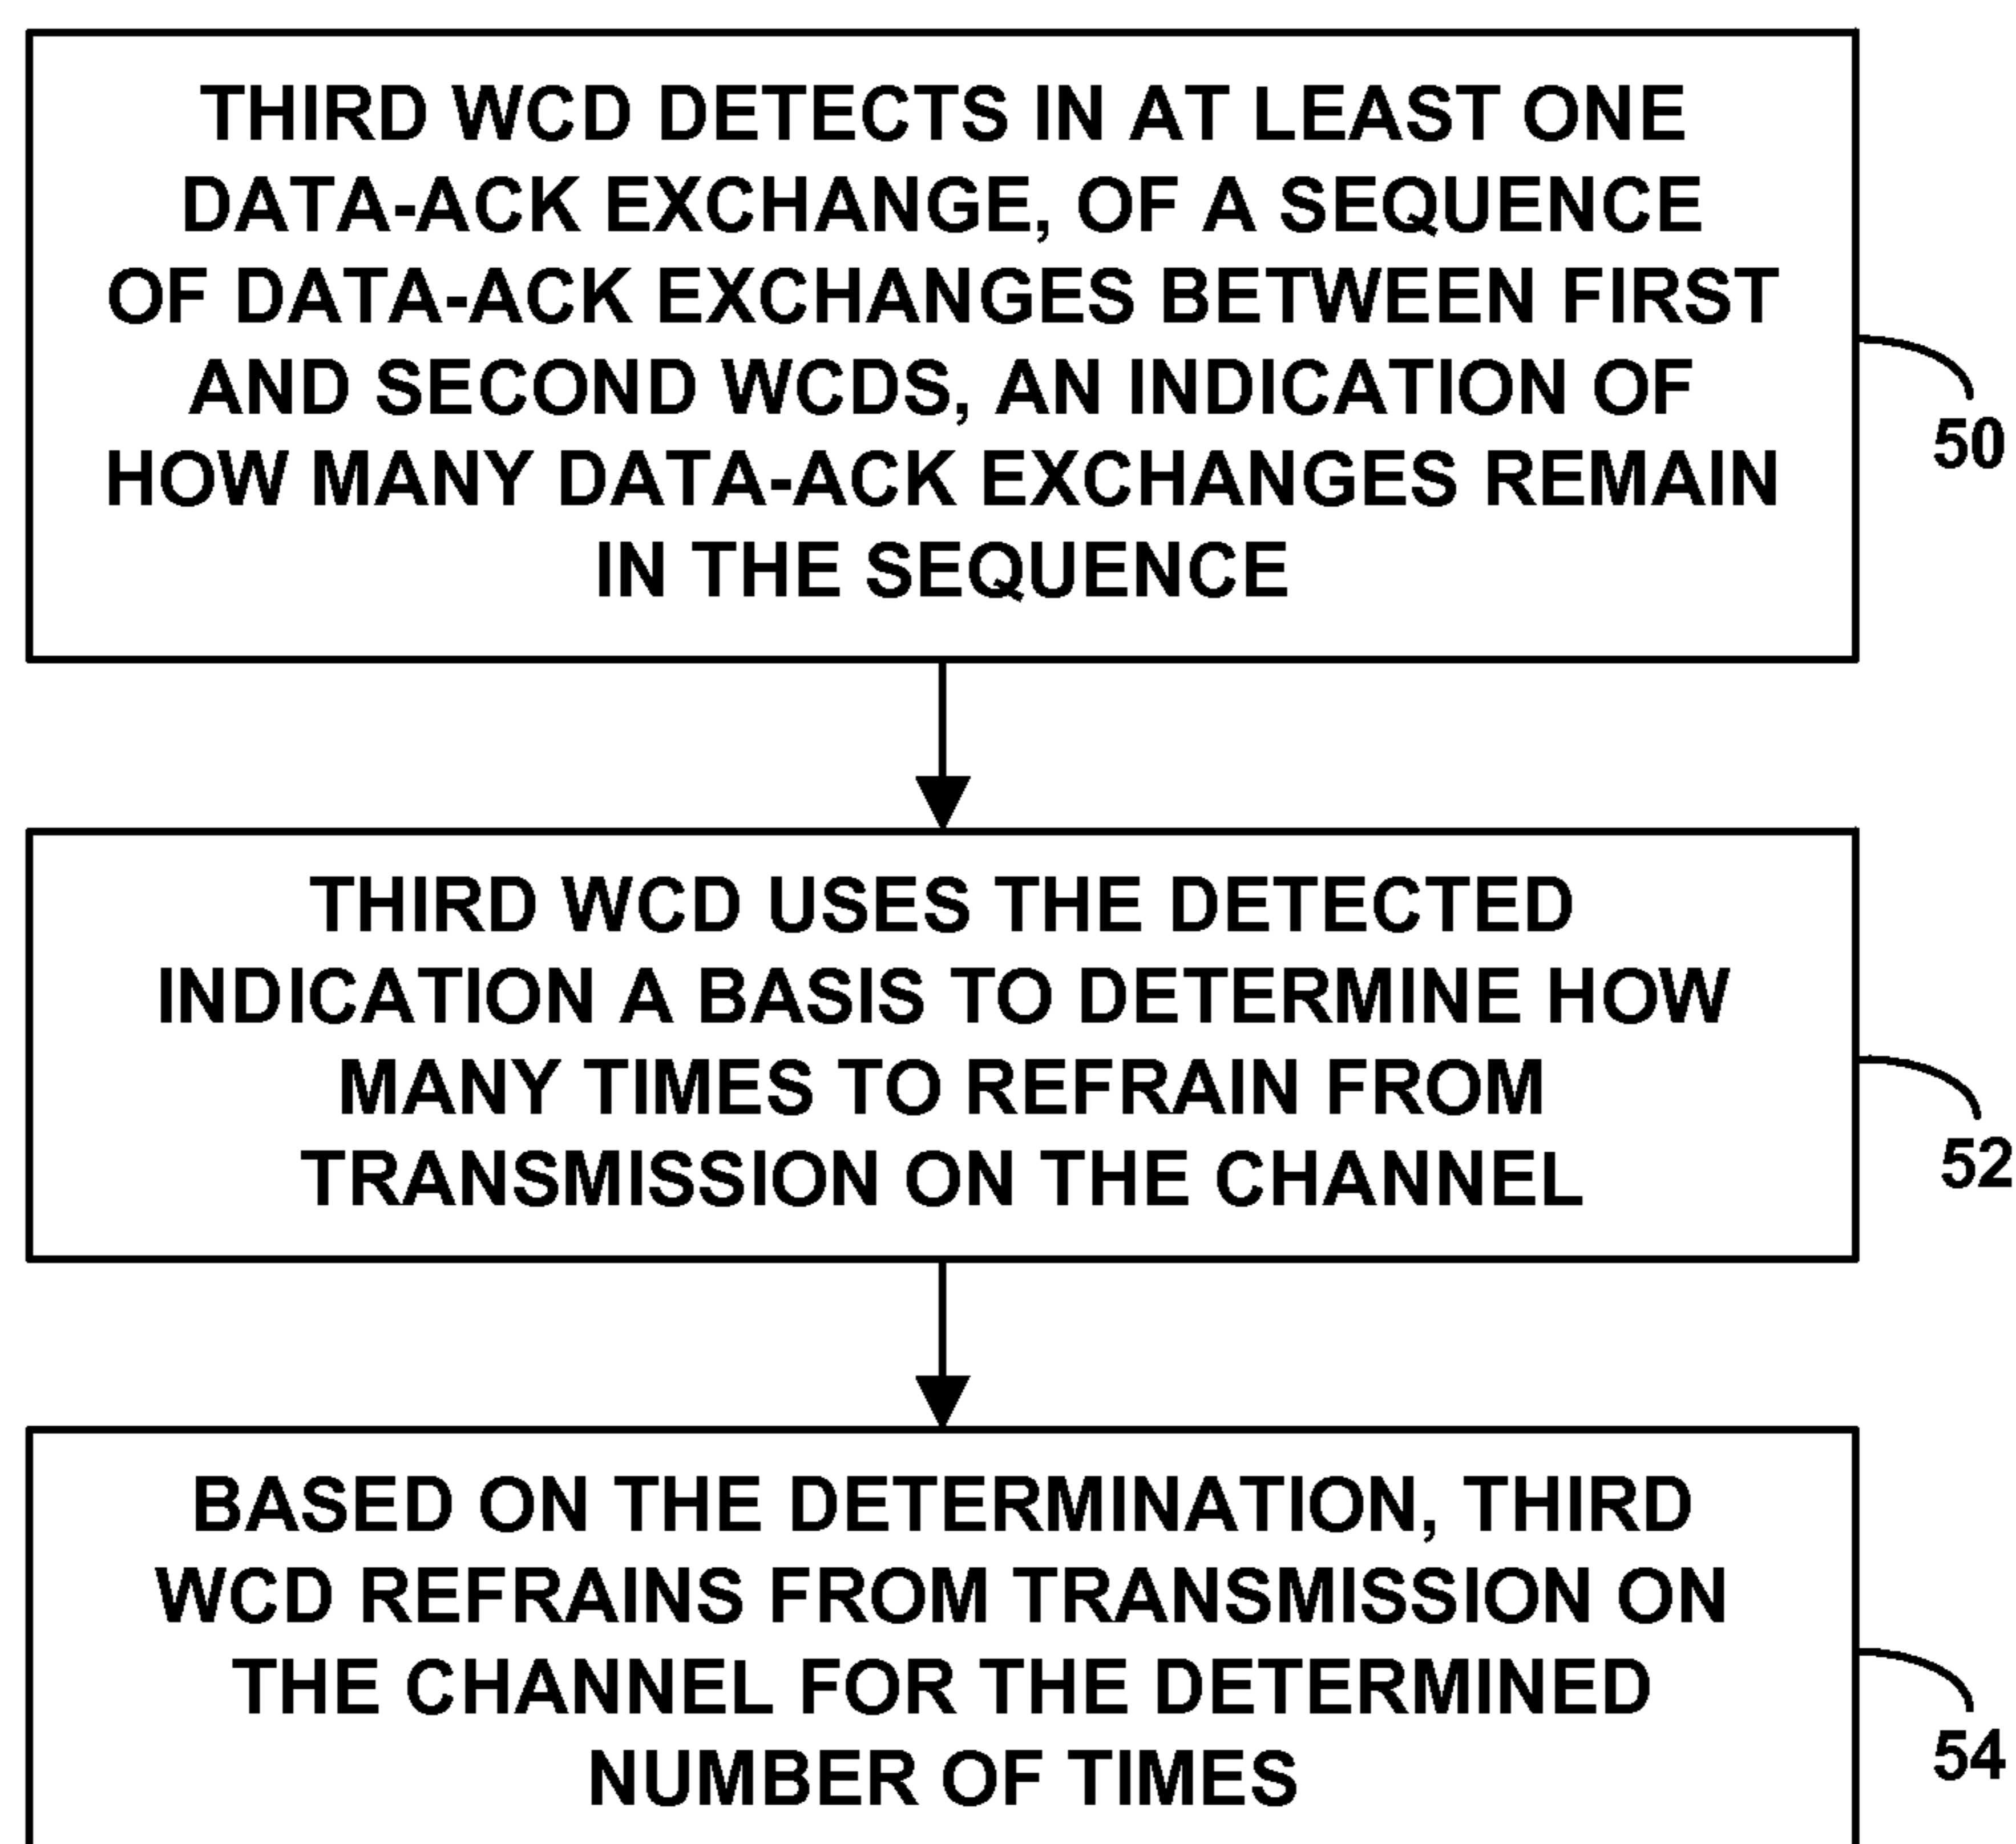 THIRD WCD DETECTS IN AT LEAST ONE
DATA-ACK EXCHANGE, OF A SEQUENCE
OF DATA-ACK EXCHANGES BETWEEN FIRST
AND SECOND WCDS, AN INDICATION OF
HOW MANY DATA-ACK EXCHANGES REMAIN
IN THE SEQUENCE
50
THIRD WCD USES THE DETECTED
INDICATION A BASIS TO DETERMINE HOW
MANY TIMES TO REFRAIN FROM
TRANSMISSION ON THE CHANNEL
52
BASED ON THE DETERMINATION, THIRD
WCD REFRAINS FROM TRANSMISSION ON
THE CHANNEL FOR THE DETERMINED
NUMBER OF TIMES
54